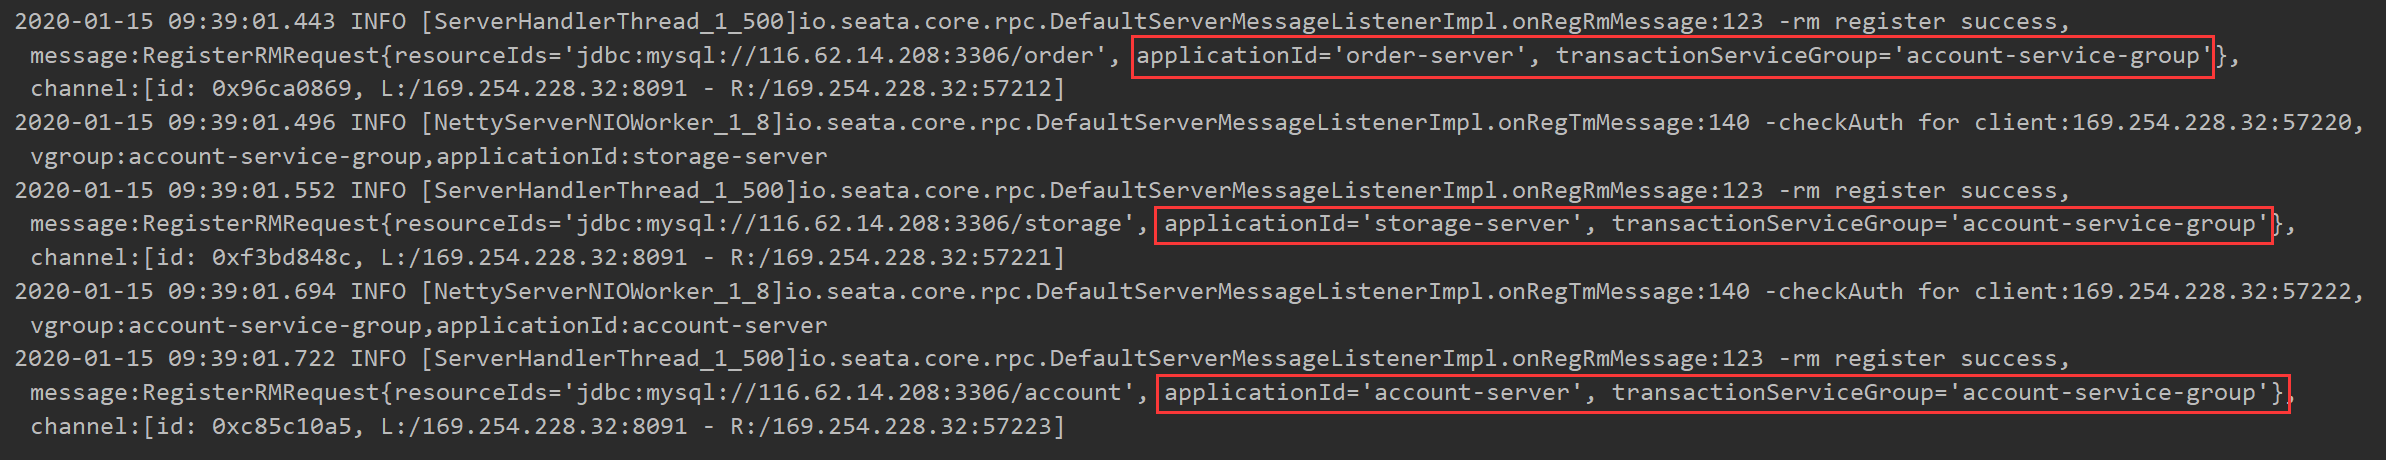 2020-01-15 09:39:01.443 INFO [ServerHandlerThread_1_500]io.seata.core.rpc.DefaultServerMessageListenerImpl.onRegRmMessage:123 -rm register success,
message:RegisterRMRequest{resourceIds='jdbc:mysql://116.62.14.208:3306/order', applicationId='order-server', transactionServiceGroup='account-service-group'},
channel:[id: 0x96ca0869, L:/169.254.228.32:8091 - R:/169.254.228.32:57212]
2020-01-15 09:39:01.496 INFO [NettyServerNIOWorker_1_8]io.seata.core.rpc.DefaultServerMessageListenerImpl.onRegTmMessage:140 -checkAuth for client:169.254.228.32:57220,
vgroup:account-service-group,applicationId:storage-server
2020-01-15 09:39:01.552 INFO [ServerHandlerThread_1_500]io.seata.core.rpc.DefaultServerMessageListenerImpl.onRegRmMessage:123 -rm register success,
message:RegisterRMRequest{resourceIds='jdbc:mysql://116.62.14.208:3306/storage', applicationId='storage-server', transactionServiceGroup='account-service-group'},
channel:[id: 0xf3bd848c, L:/169.254.228.32:8091 - R:/169.254.228.32:57221]
2020-01-15 09:39:01.694 INFO [NettyServerNIOWorker_1_8]io.seata.core.rpc.DefaultServerMessageListenerImpl.onRegTmMessage:140 -checkAuth for client:169.254.228.32:57222,
vgroup:account-service-group,applicationId:account-server
2020-01-15 09:39:01.722 INFO [ServerHandlerThread_1_500]io.seata.core.rpc.DefaultServerMessageListenerImpl.onRegRmMessage:123 -rm register success,
message:RegisterRMRequest{resourceIds='jdbc:mysql://116.62.14.208:3306/account', applicationId='account-server', transactionServiceGroup='account-service-group'},
channel:[id: 0xc85c10a5, L:/169.254.228.32:8091 - R:/169.254.228.32:57223]